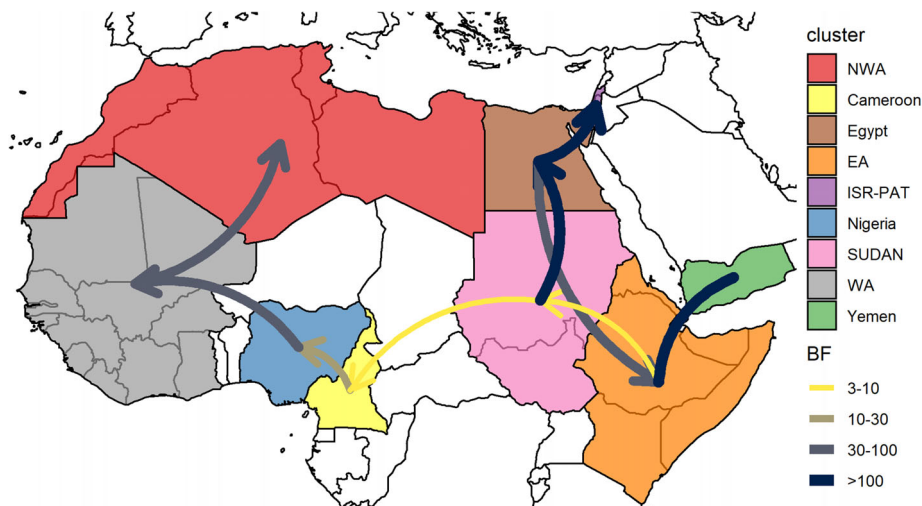 cluster
NWA
Cameroon
Egypt
EA
ISR-PAT
Nigeria
SUDAN
WA
Yemen
BF
3-10
10-30
30-100
>100